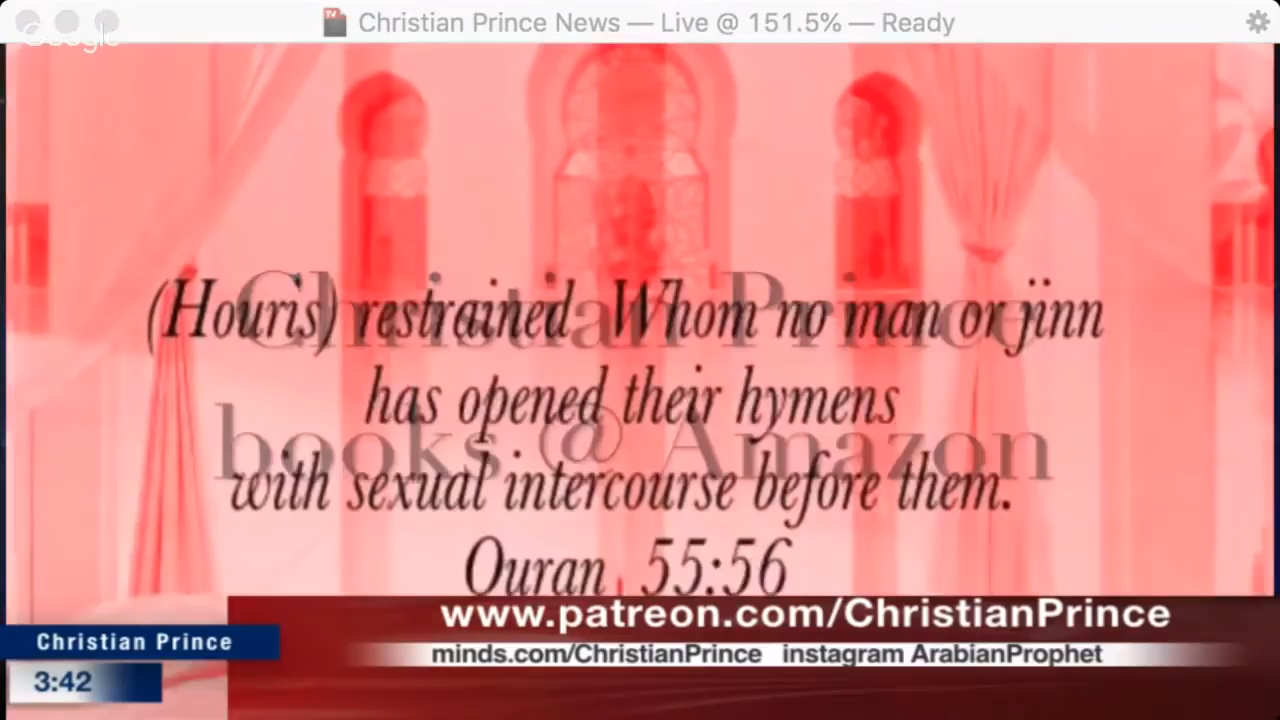 Christian Prince News — Live @ 151.5% — Ready
TV
Google
(Houris) restrained Whom no man or jinn
has opened their hymens
with sexual intercourse before them.
Quran 55:56
Christian Prince
books @ Amazon
www.patreon.com/ChristianPrince
Christian Prince
minds.com/ChristianPrince instagram ArabianProphet
3:42